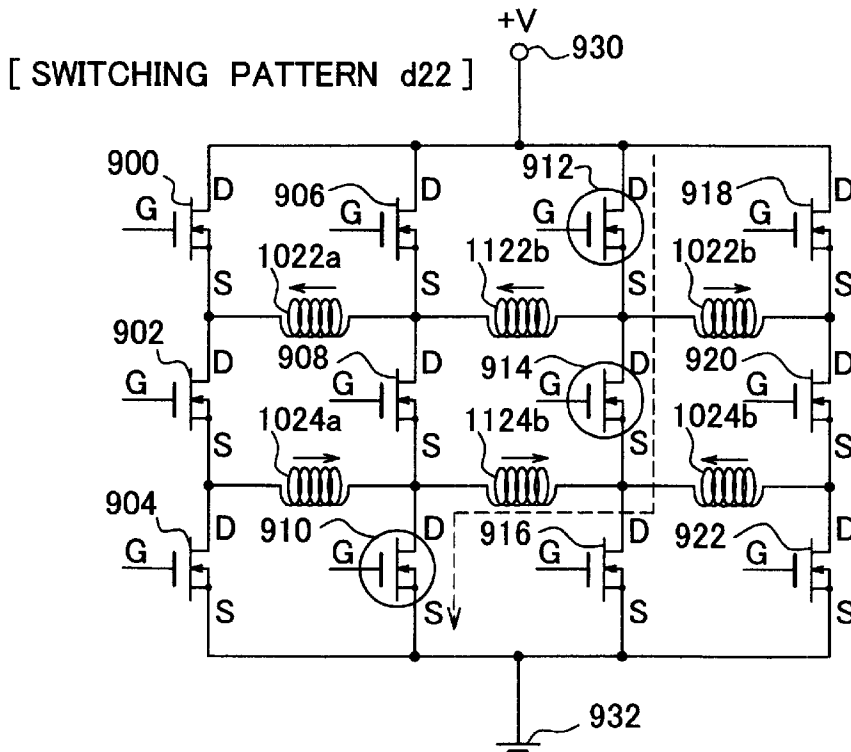 +V
930
[ SWITCHING PATTERN d22 ]
900 906 912 918
D D D D
G G G G
S S S S
1022a 1122b 1022b
902 908 914 920
D D D D
G G G G
S S S S
1024a 1124b 1024b
904 910 916 922
D D D D
G G G G
S S S S
932